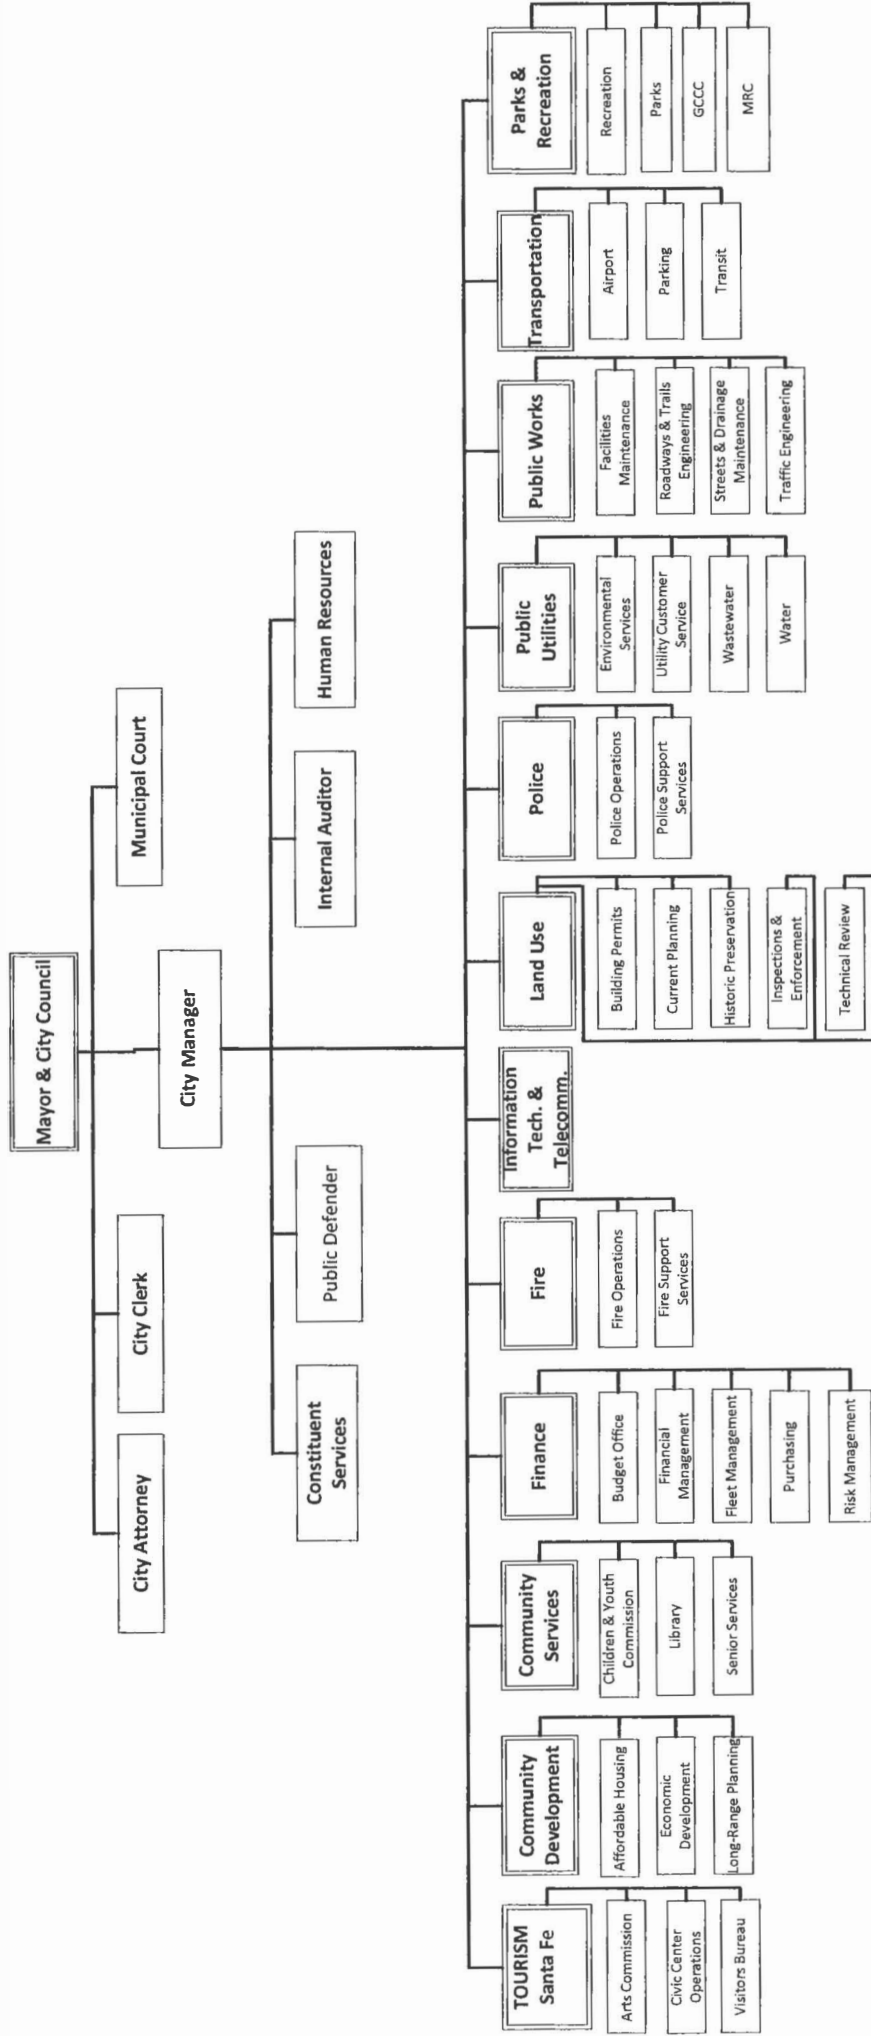 Mayor & City Council
City Attorney
City Clerk
Municipal Court
City Manager
Constituent
Services
Public Defender
Internal Auditor
Human Resources
TOURISM
Santa Fe
Arts Commission
Civic Center
Operations
Visitors Bureau
Community
Development
Affordable Housing
Economic
Development
Long-Range Planning
Community
Services
Children & Youth
Commission
Library
Senior Services
Finance
Budget Office
Financial
Management
Fleet Management
Purchasing
Risk Management
Fire
Fire Operations
Fire Support
Services
Information
Tech. &
Telecomm.
Land Use
Building Permits
Current Planning
Historic Preservation
Inspections &
Enforcement
Technical Review
Police
Police Operations
Police Support
Services
Public
Utilities
Environmental
Services
Utility Customer
Service
Wastewater
Water
Public Works
Facilities
Maintenance
Roadways & Trails
Engineering
Streets & Drainage
Maintenance
Traffic Engineering
Transportation
Airport
Parking
Transit
Parks &
Recreation
Recreation
Parks
GCCC
MRC